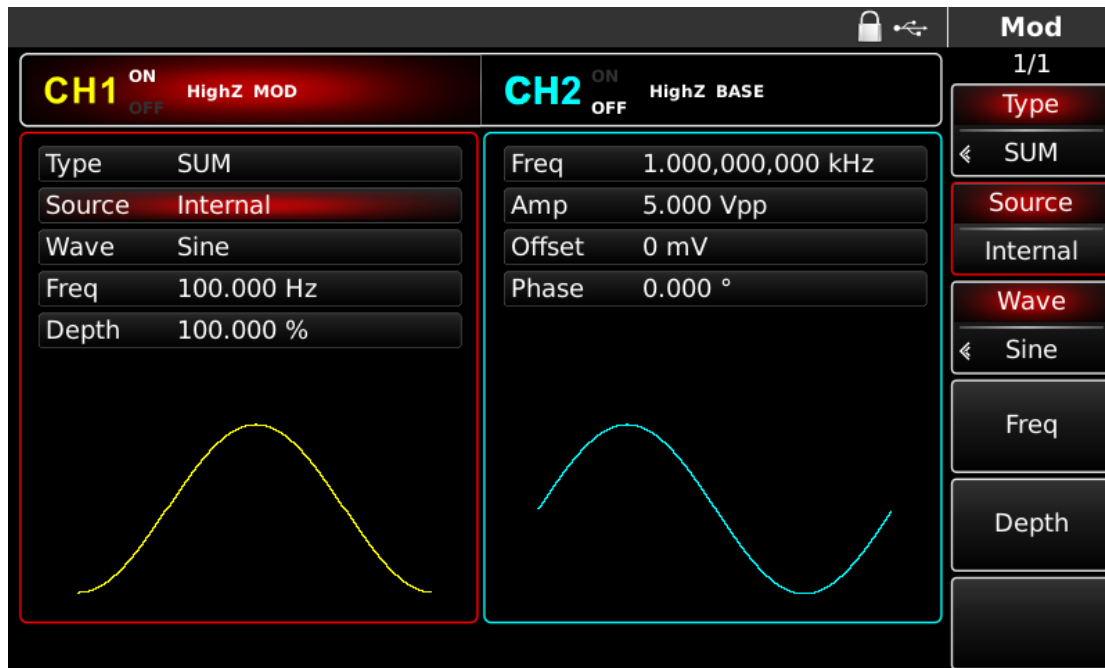 Mod
1/1
CH1 ON OFF HighZ MOD
CH2 ON OFF HighZ BASE
Type SUM
Source Internal
Wave Sine
Freq 100.000 Hz
Depth 100.000 %
Freq 1.000,000,000 kHz
Amp 5.000 Vpp
Offset 0 mV
Phase 0.000 °
Type
SUM
Source
Internal
Wave
Sine
Freq
Depth